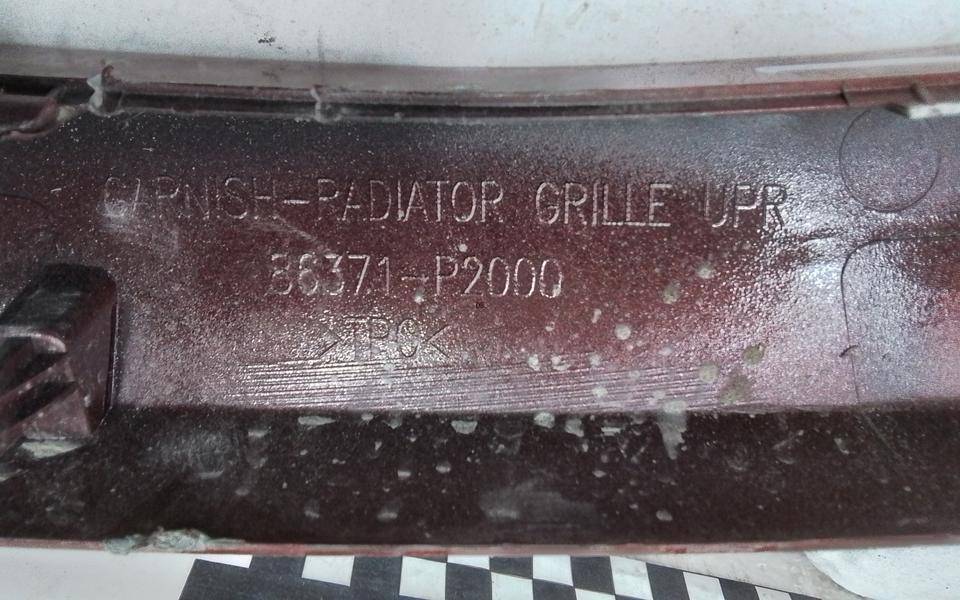 GARNISH-RADIATOR GRILLE UPR
86371-P2000
>TPO<